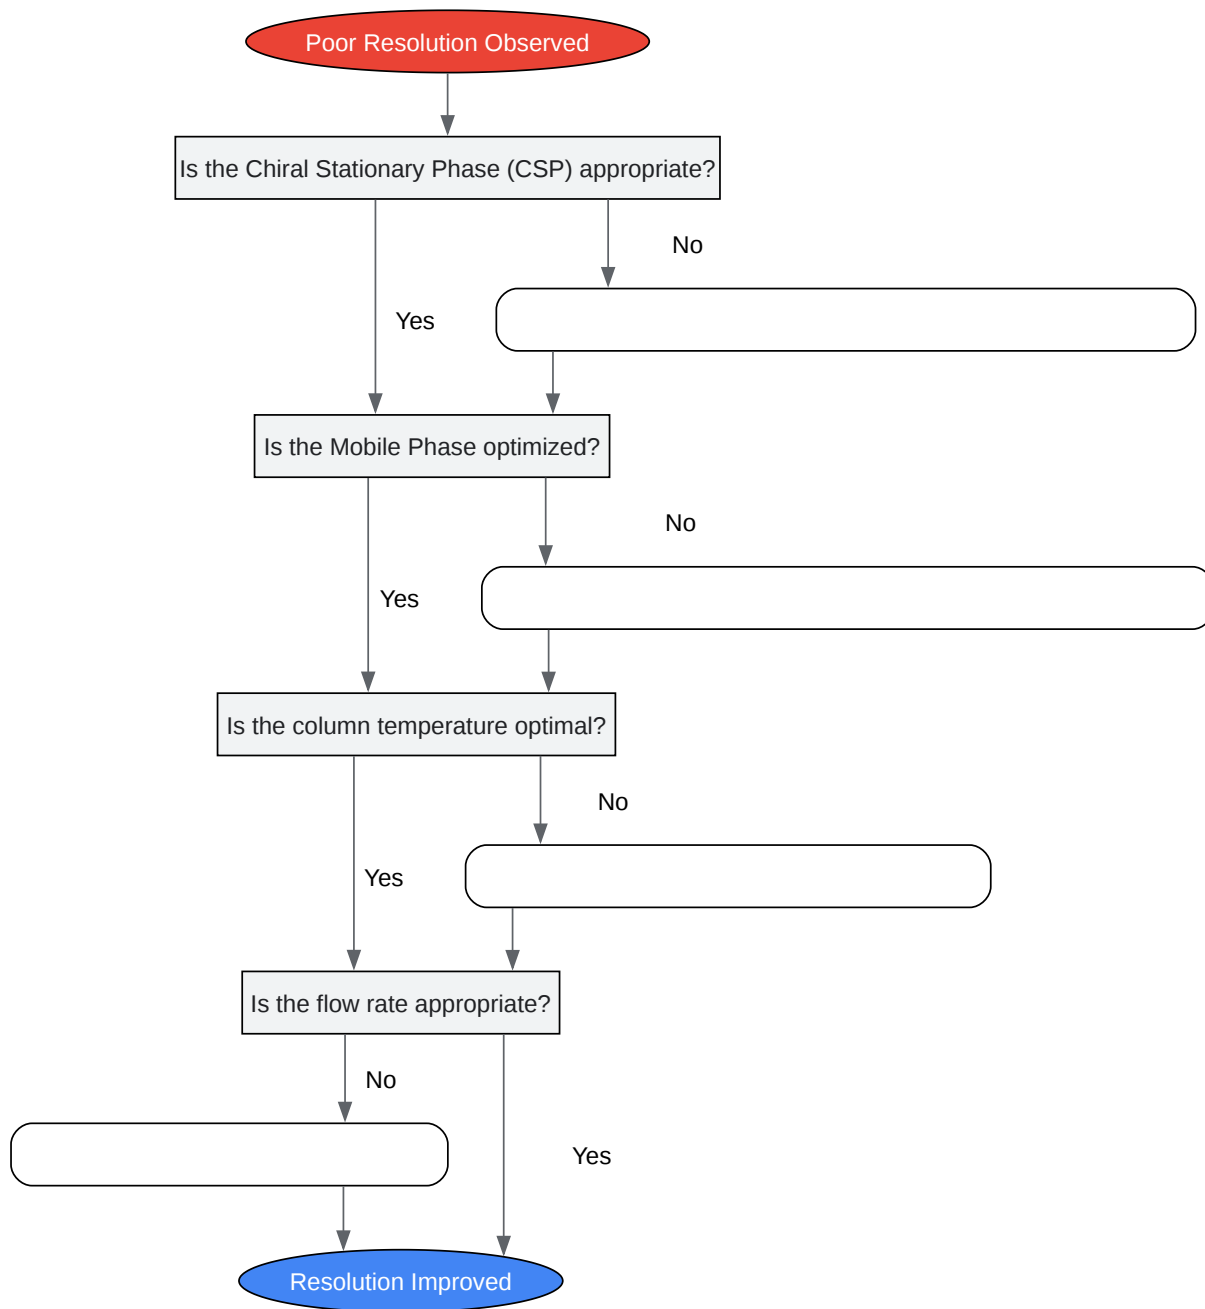 Poor Resolution Observed
Is the Chiral Stationary Phase (CSP) appropriate?
No
Yes
Is the Mobile Phase optimized?
No
Yes
Is the column temperature optimal?
No
Yes
Is the flow rate appropriate?
No
Yes
Resolution Improved